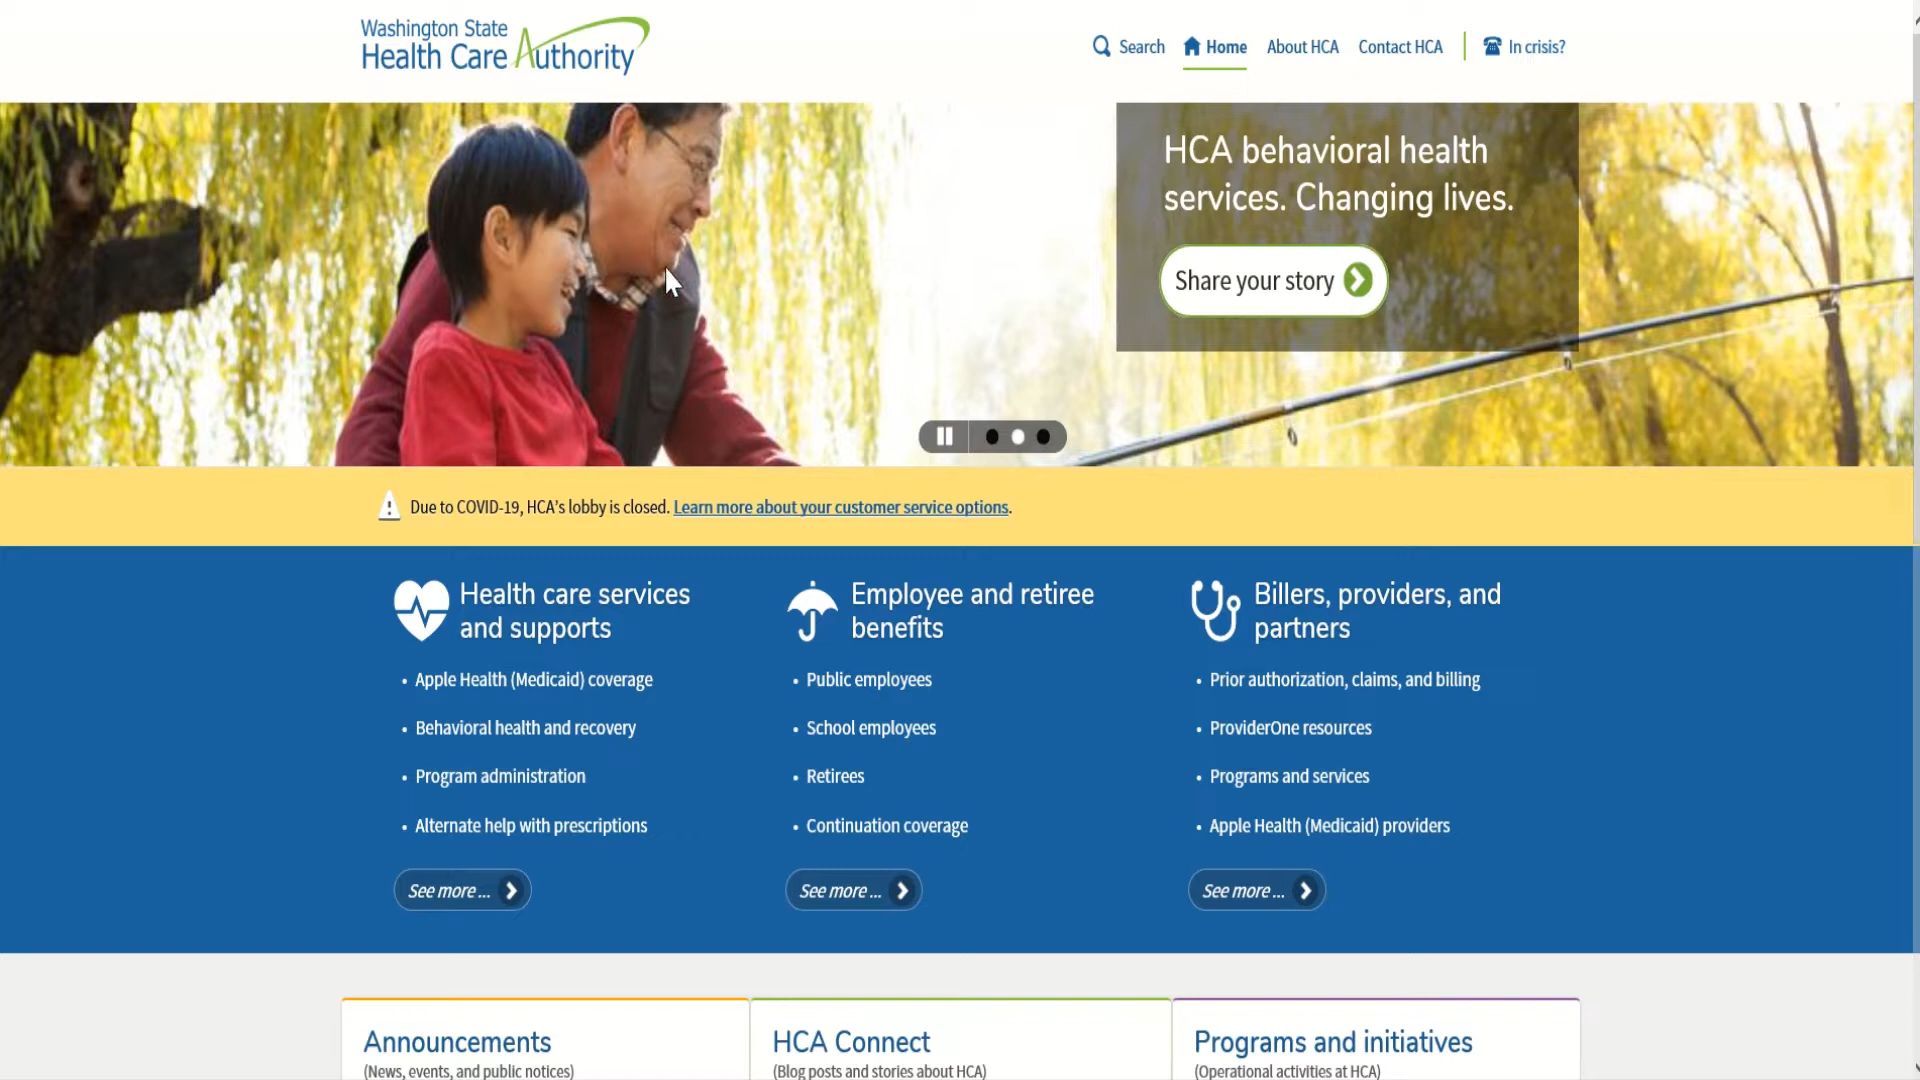 Washington State
Health Care Authority
Search
Home
About HCA
Contact HCA
In crisis?
HCA behavioral health
services. Changing lives.
Share your story
Due to COVID-19, HCA's lobby is closed. Learn more about your customer service options.
Health care services
and supports
• Apple Health (Medicaid) coverage
• Behavioral health and recovery
• Program administration
• Alternate help with prescriptions
See more ...
Employee and retiree
benefits
• Public employees
• School employees
• Retirees
• Continuation coverage
See more ...
Billers, providers, and
partners
• Prior authorization, claims, and billing
• ProviderOne resources
• Programs and services
• Apple Health (Medicaid) providers
See more ...
Announcements
(News, events, and public notices)
HCA Connect
(Blog posts and stories about HCA)
Programs and initiatives
(Operational activities at HCA)